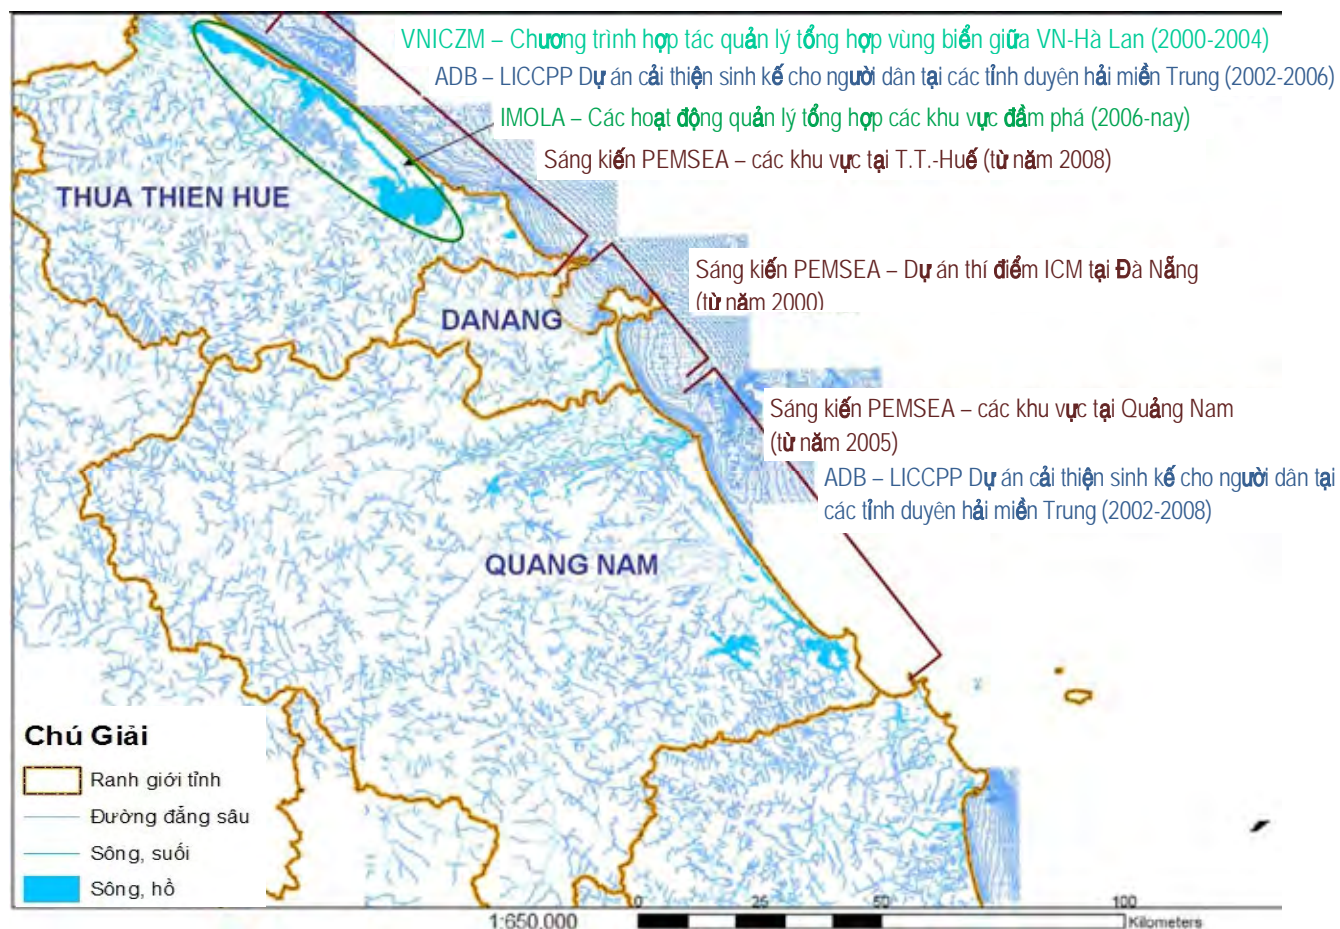 VNICZM – Chương trình hợp tác quản lý tổng hợp vùng biển giữa VN-Hà Lan (2000-2004)
ADB – LICCPP Dự án cải thiện sinh kế cho người dân tại các tỉnh duyên hải miền Trung (2002-2006)
IMOLA – Các hoạt động quản lý tổng hợp các khu vực đầm phá (2006-nay)
Sáng kiến PEMSEA – các khu vực tại T.T.-Huế (từ năm 2008)
THUA THIEN HUE
Sáng kiến PEMSEA – Dự án thí điểm ICM tại Đà Nẵng
(từ năm 2000)
DANANG
Sáng kiến PEMSEA – các khu vực tại Quảng Nam
(từ năm 2005)
ADB – LICCPP Dự án cải thiện sinh kế cho người dân tại
các tỉnh duyên hải miền Trung (2002-2008)
QUANG NAM
Chú Giải
Ranh giới tỉnh
Đường đẳng sâu
Sông, suối
Sông, hồ
0 25 50 100
1:650,000
Kilometers